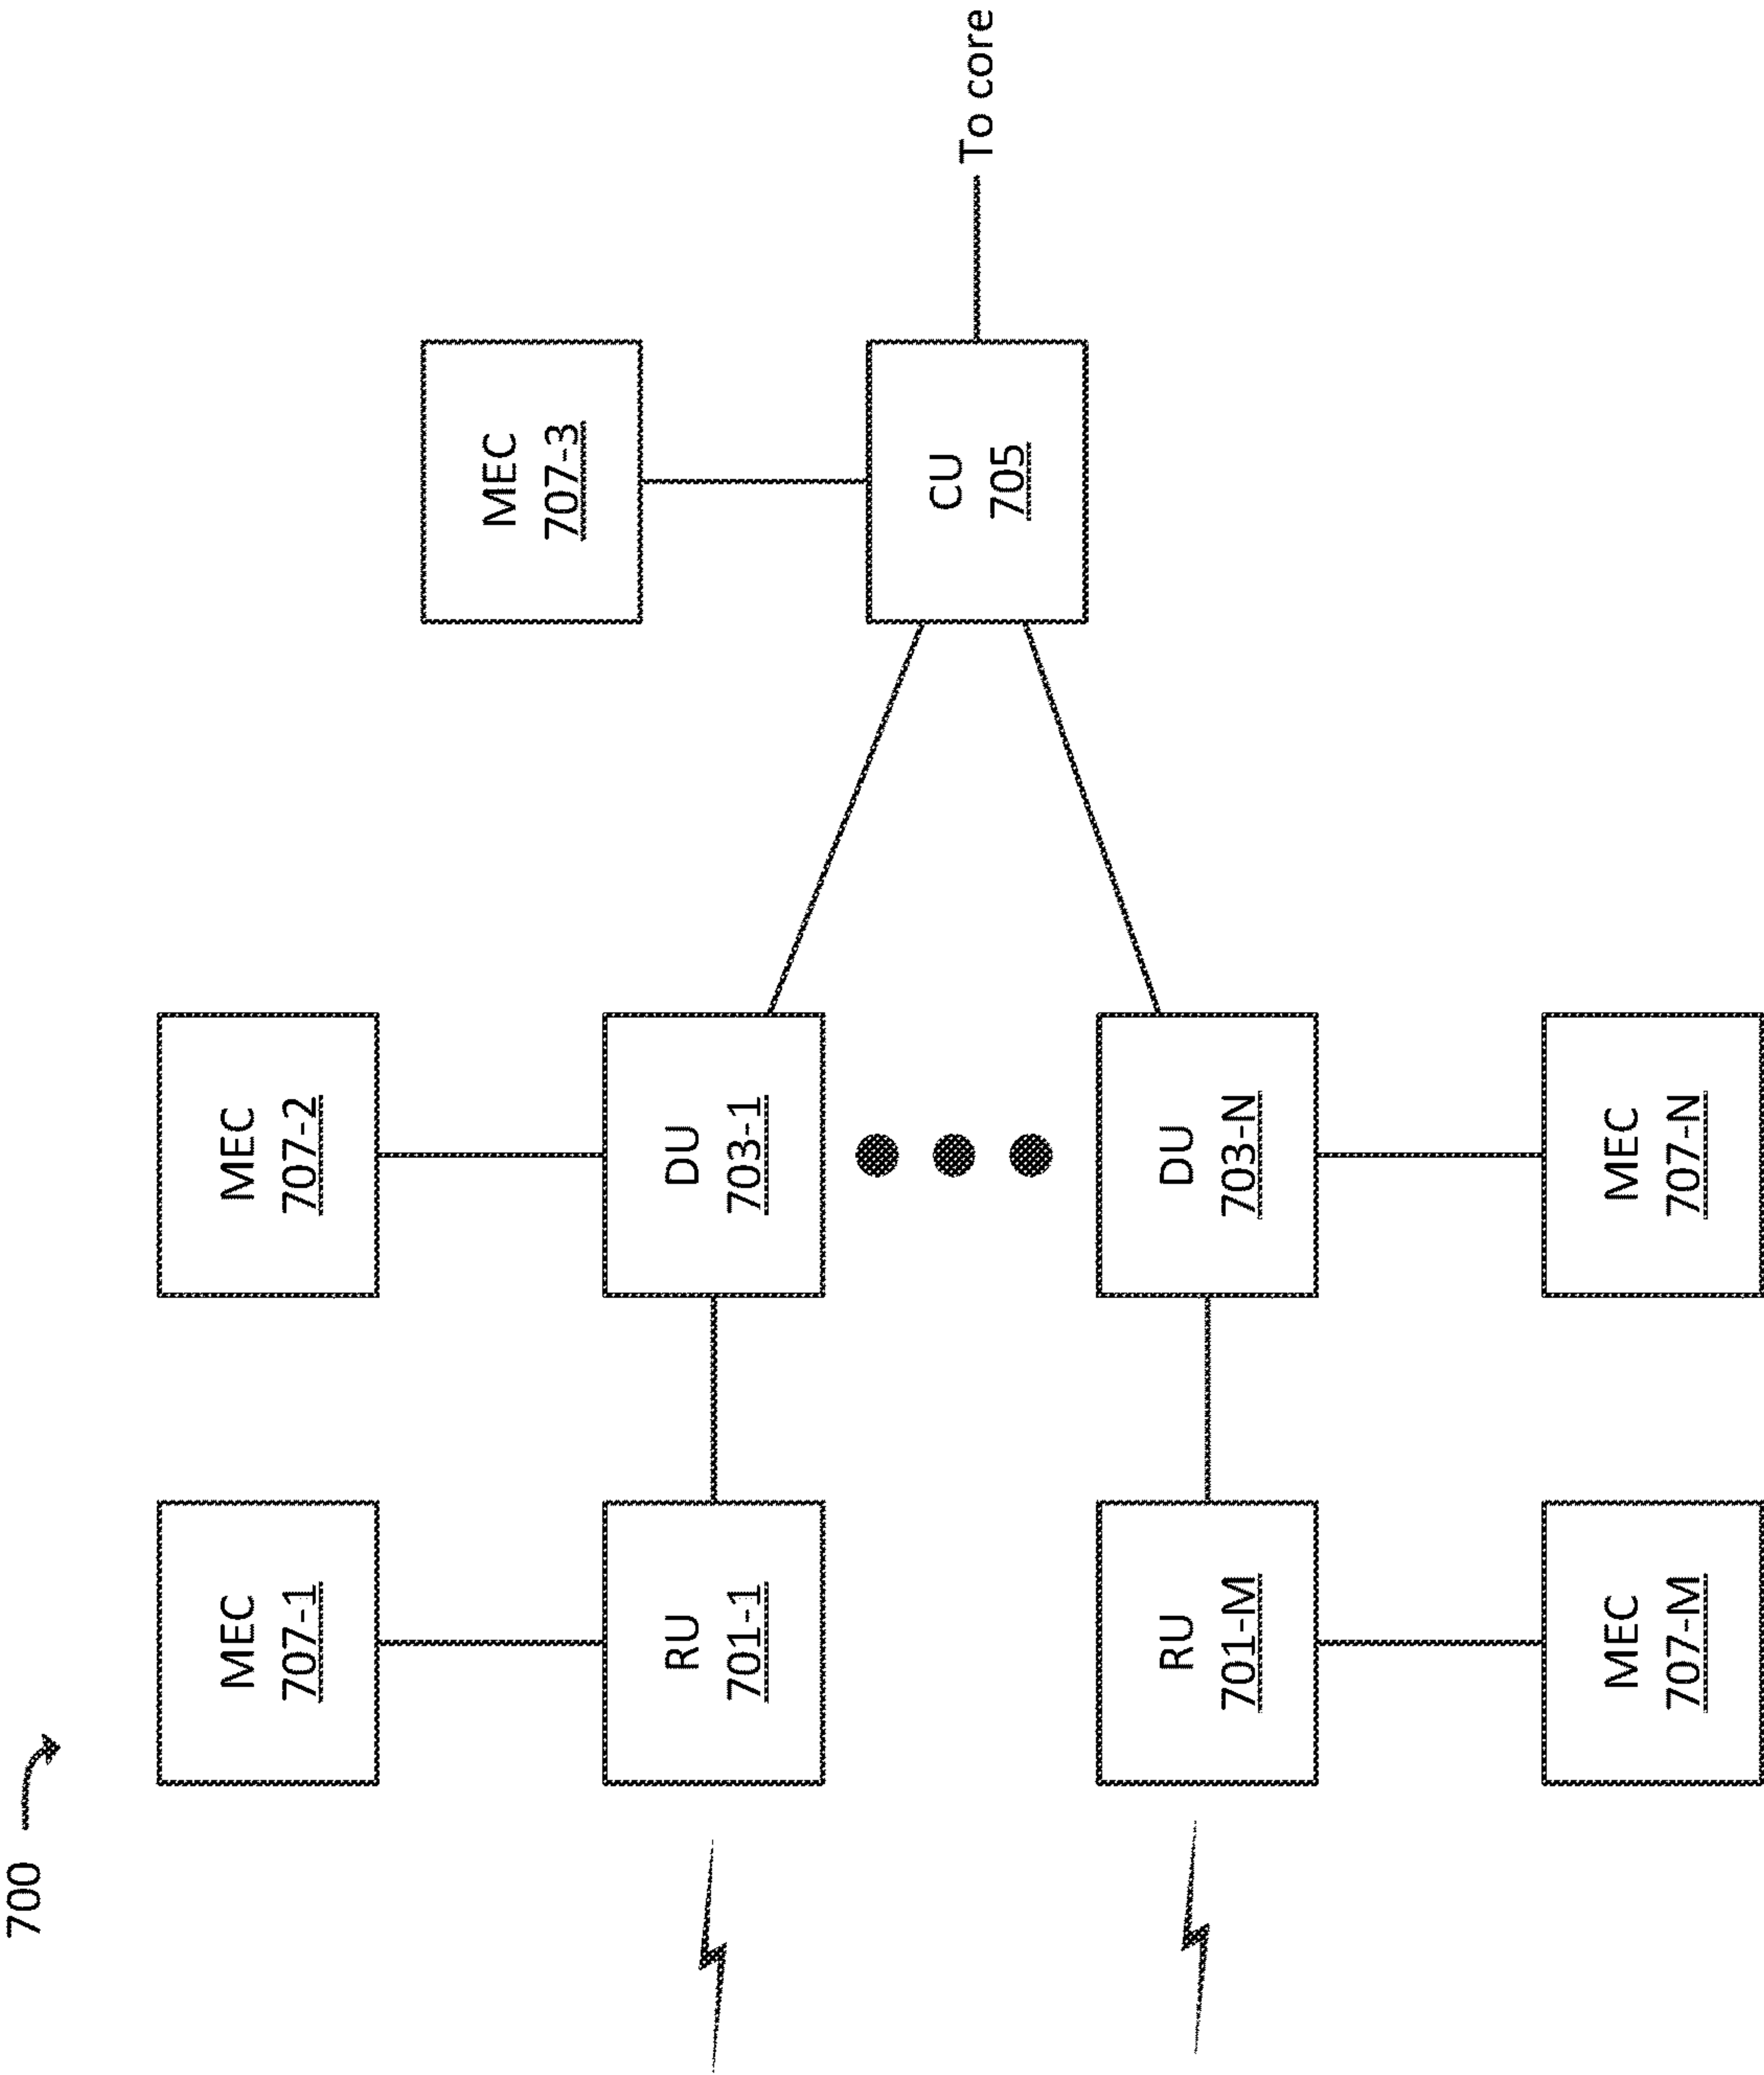 700
MEC
707-1
MEC
707-2
MEC
707-3
RU
701-1
DU
703-1
CU
705
To core
RU
701-M
DU
703-N
MEC
707-M
MEC
707-N